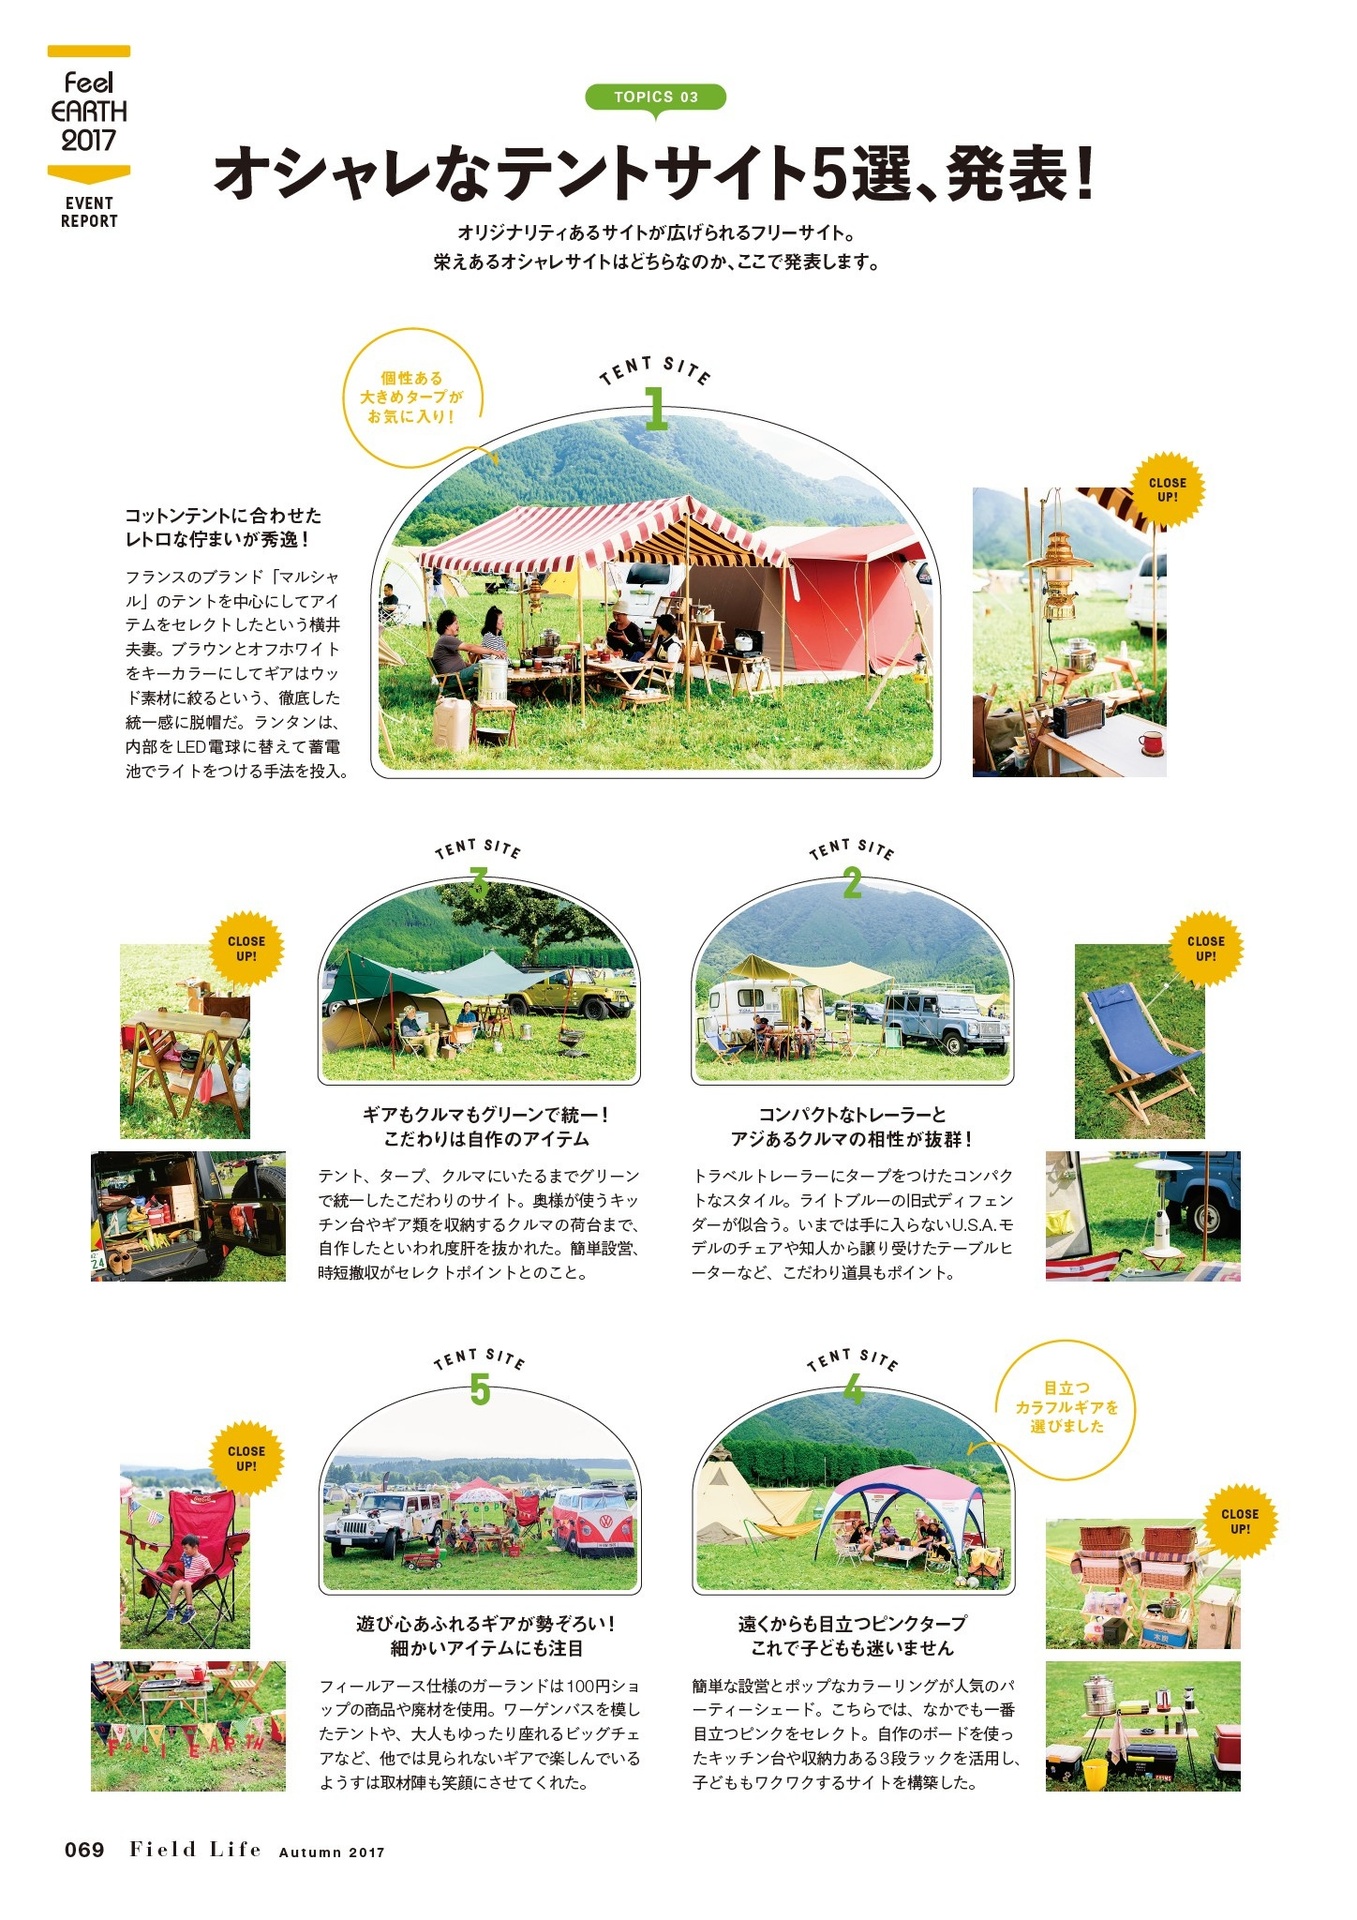 Feel
EARTH
2017
EVENT
REPORT
TOPICS 03
オシャレなテントサイト5選、発表！
オリジナリティあるサイトが広げられるフリーサイト。
栄えあるオシャレサイトはどちらなのか、ここで発表します。
個性ある
大きめタープが
お気に入り！
TENT SITE
1
CLOSE
UP!
コットンテントに合わせた
レトロな佇まいが秀逸！
フランスのブランド「マルシャ
ル」のテントを中心にしてアイ
テムをセレクトしたという横井
夫妻。ブラウンとオフホワイト
をキーカラーにしてギアはウッ
ド素材に絞るという、徹底した
統一感に脱帽だ。ランタンは、
内部をLED電球に替えて蓄電
池でライトをつける手法を投入。
TENT SITE
2
CLOSE
UP!
コンパクトなトレーラーと
アジあるクルマの相性が抜群！
トラベルトレーラーにタープをつけたコンパク
トなスタイル。ライトブルーの旧式ディフェン
ダーが似合う。いまでは手に入らないU.S.A.モ
デルのチェアや知人から譲り受けたテーブルヒ
ーターなど、こだわり道具もポイント。
TENT SITE
3
CLOSE
UP!
24
ギアもクルマもグリーンで統一！
こだわりは自作のアイテム
テント、タープ、クルマにいたるまでグリーン
で統一したこだわりのサイト。奥様が使うキッ
チン台やギア類を収納するクルマの荷台まで、
自作したといわれ度肝を抜かれた。簡単設営、
時短撤収がセレクトポイントとのこと。
TENT SITE
4
目立つ
カラフルギアを
選びました
CLOSE
UP!
木炭
遠くからも目立つピンクタープ
これで子どもも迷いません
簡単な設営とポップなカラーリングが人気のパ
ーティーシェード。こちらでは、なかでも一番
目立つピンクをセレクト。自作のボードを使っ
たキッチン台や収納力ある3段ラックを活用し、
子どももワクワクするサイトを構築した。
TENT SITE
5
CLOSE
UP!
FEEL EARTH
遊び心あふれるギアが勢ぞろい！
細かいアイテムにも注目
フィールアース仕様のガーランドは100円ショ
ップの商品や廃材を使用。ワーゲンバスを模し
たテントや、大人もゆったり座れるビッグチェ
アなど、他では見られないギアで楽しんでいる
ようすは取材陣も笑顔にさせてくれた。
069 Field Life Autumn 2017